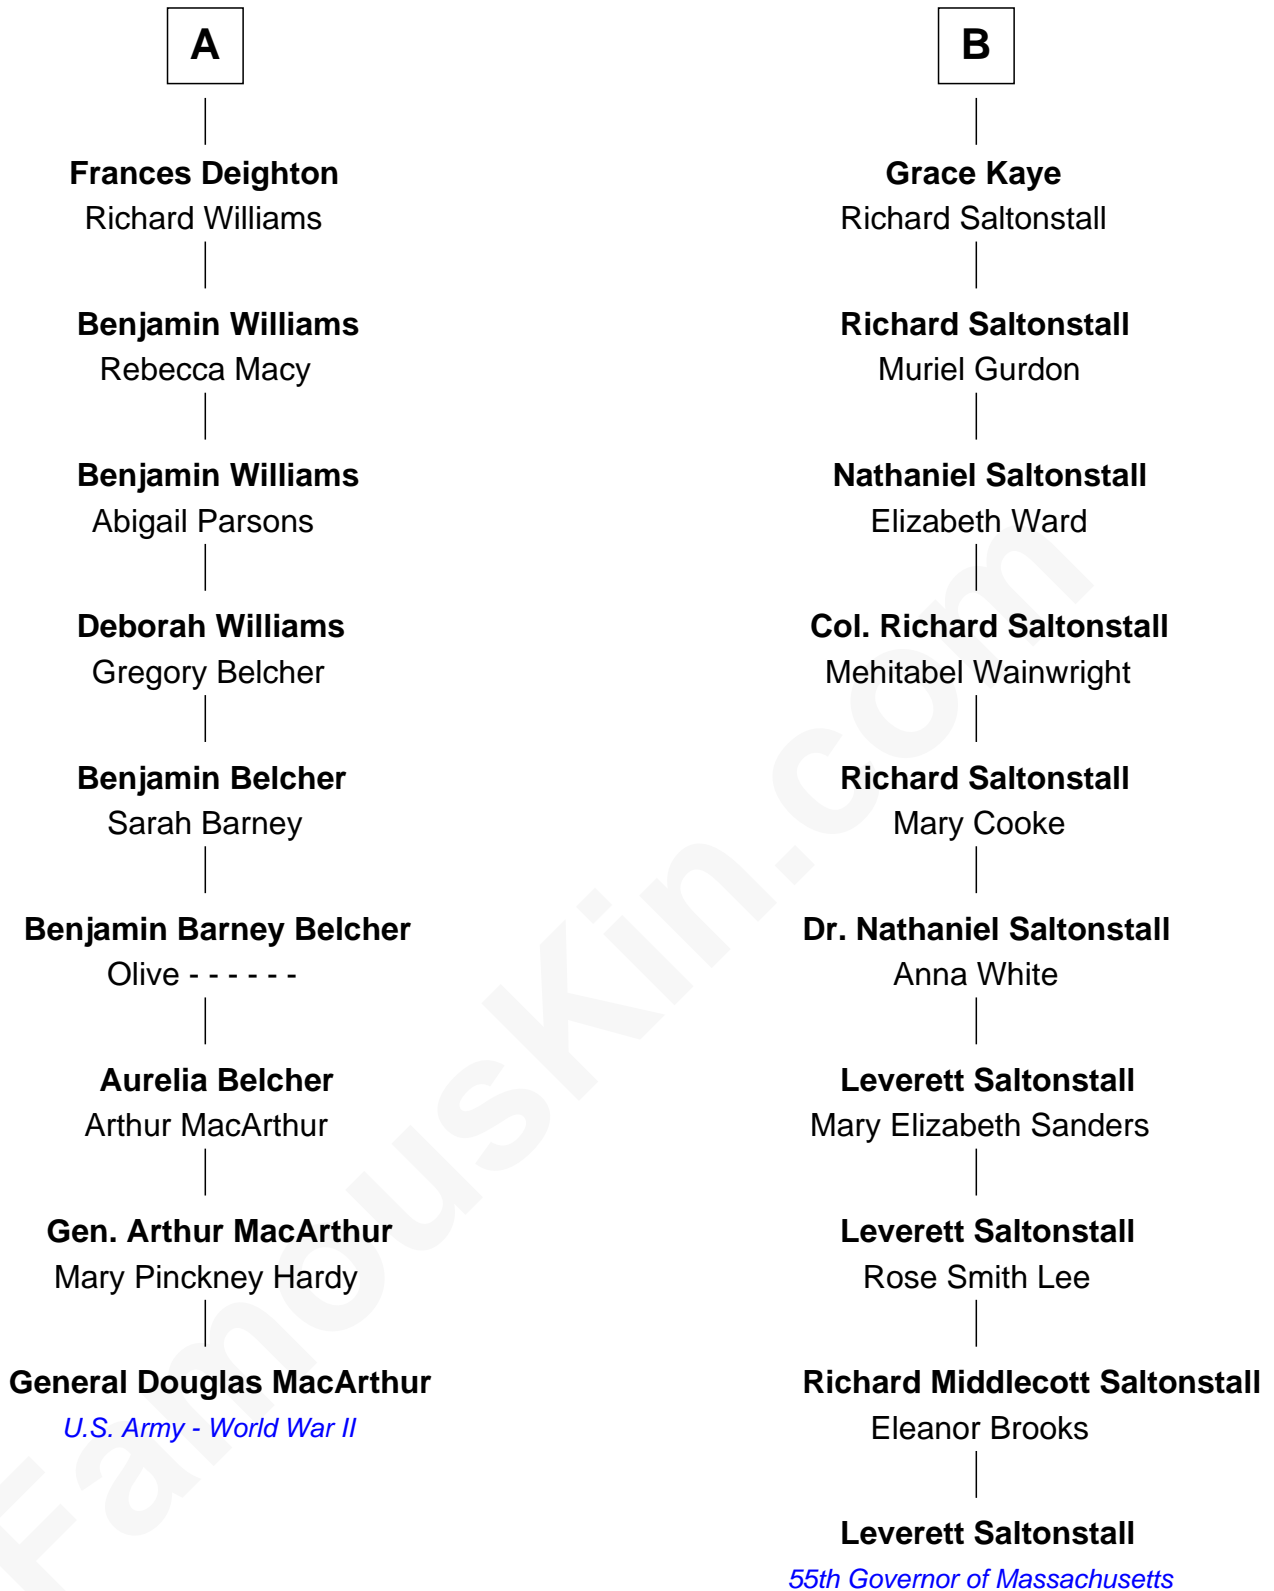 A
Frances Deighton
Richard Williams
Benjamin Williams
Rebecca Macy
Benjamin Williams
Abigail Parsons
Deborah Williams
Gregory Belcher
Benjamin Belcher
Sarah Barney
Benjamin Barney Belcher
Olive - - - - - -
Aurelia Belcher
Arthur MacArthur
Gen. Arthur MacArthur
Mary Pinckney Hardy
General Douglas MacArthur
U.S. Army - World War II
B
Grace Kaye
Richard Saltonstall
Richard Saltonstall
Muriel Gurdon
Nathaniel Saltonstall
Elizabeth Ward
Col. Richard Saltonstall
Mehitabel Wainwright
Richard Saltonstall
Mary Cooke
Dr. Nathaniel Saltonstall
Anna White
Leverett Saltonstall
Mary Elizabeth Sanders
Leverett Saltonstall
Rose Smith Lee
Richard Middlecott Saltonstall
Eleanor Brooks
Leverett Saltonstall
55th Governor of Massachusetts
FamousKin.com